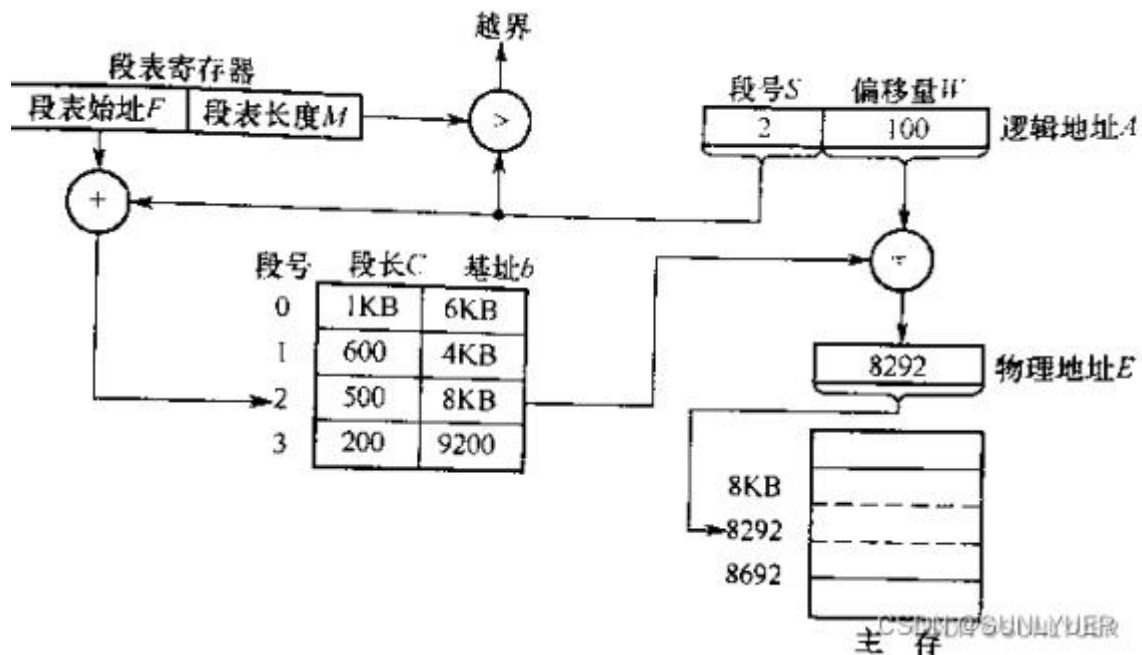 越界
段表寄存器
段表始址F 段表长度M
>
段号S 偏移量W
2 100 逻辑地址A
+
段号 段长C 基址b
0 1KB 6KB
1 600 4KB
2 500 8KB
3 200 9200
8292 物理地址E
8KB
8292
8692
主 存
CSDN@SUNLYUER